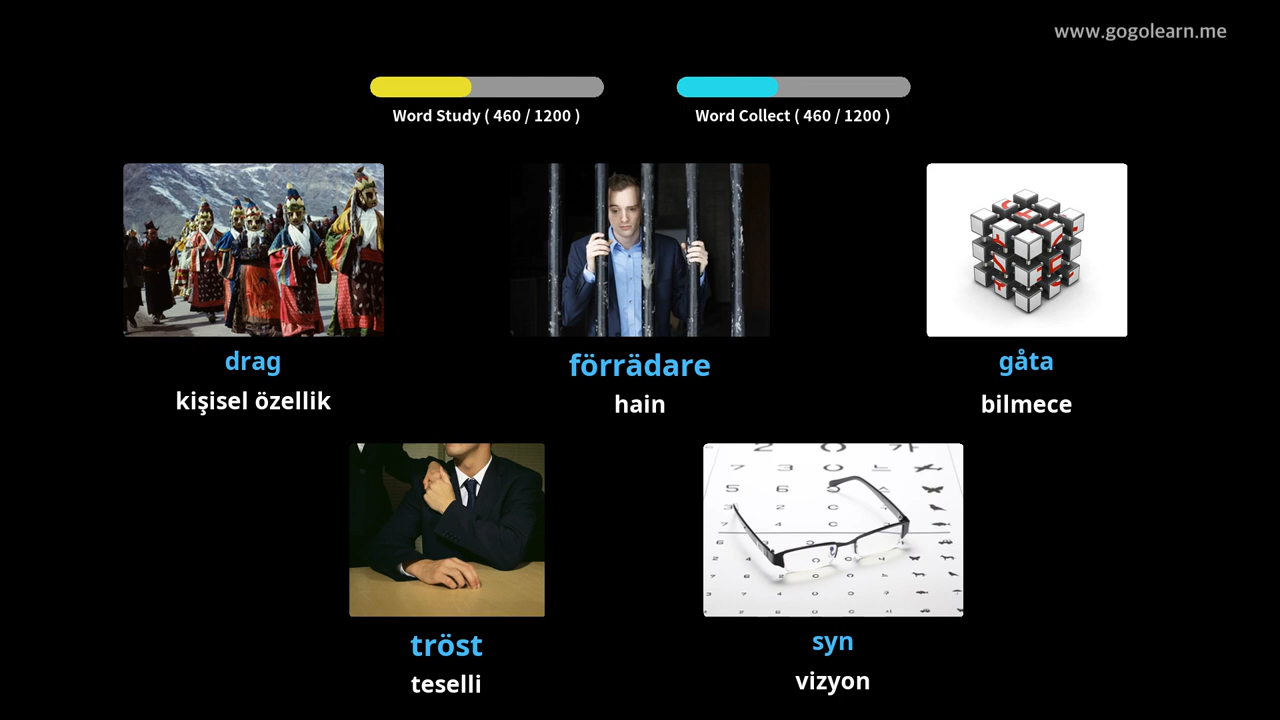 www.gogolearn.me
Word Study ( 460 / 1200 )
Word Collect ( 460 / 1200 )
drag
förrädare
gåta
kişisel özellik
hain
bilmece
tröst
syn
teselli
vizyon